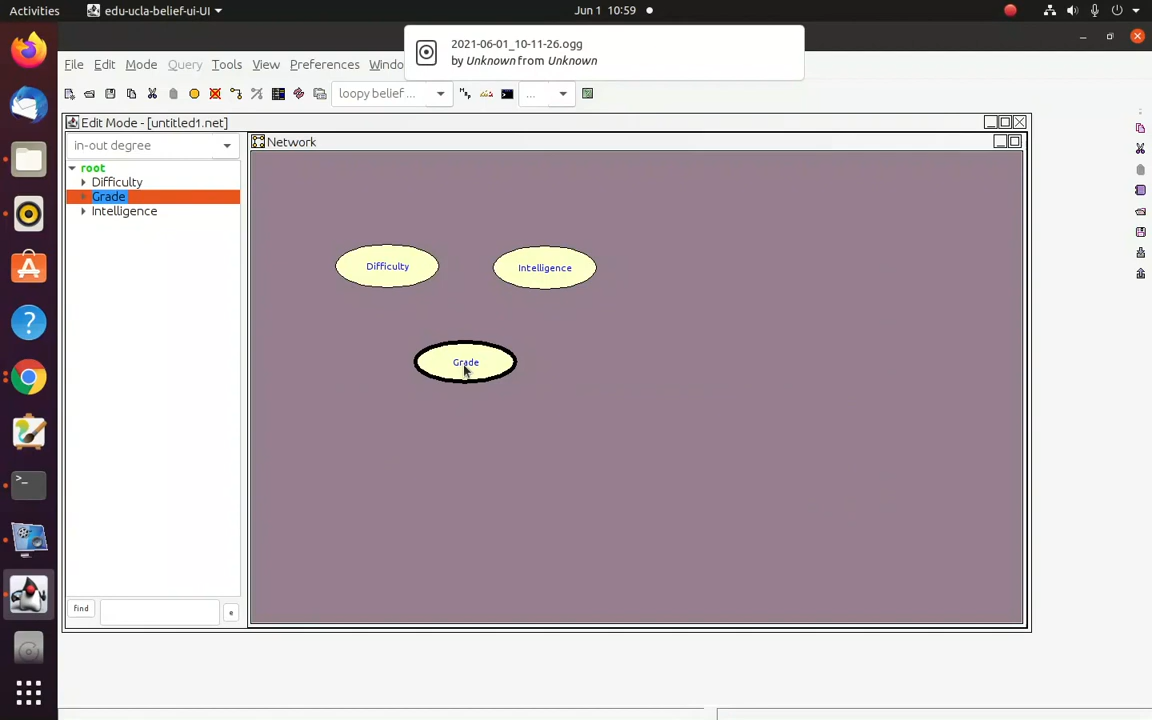 Activities edu-ucla-belief-ui-UI Jun 1 10:59
2021-06-01_10-11-26.ogg
by Unknown from Unknown
File Edit Mode Query Tools View Preferences Windo
loopy belief ... ...
Edit Mode - [untitled1.net]
in-out degree
Network
root
Difficulty
Grade
Intelligence
Difficulty
Intelligence
Grade
find
e